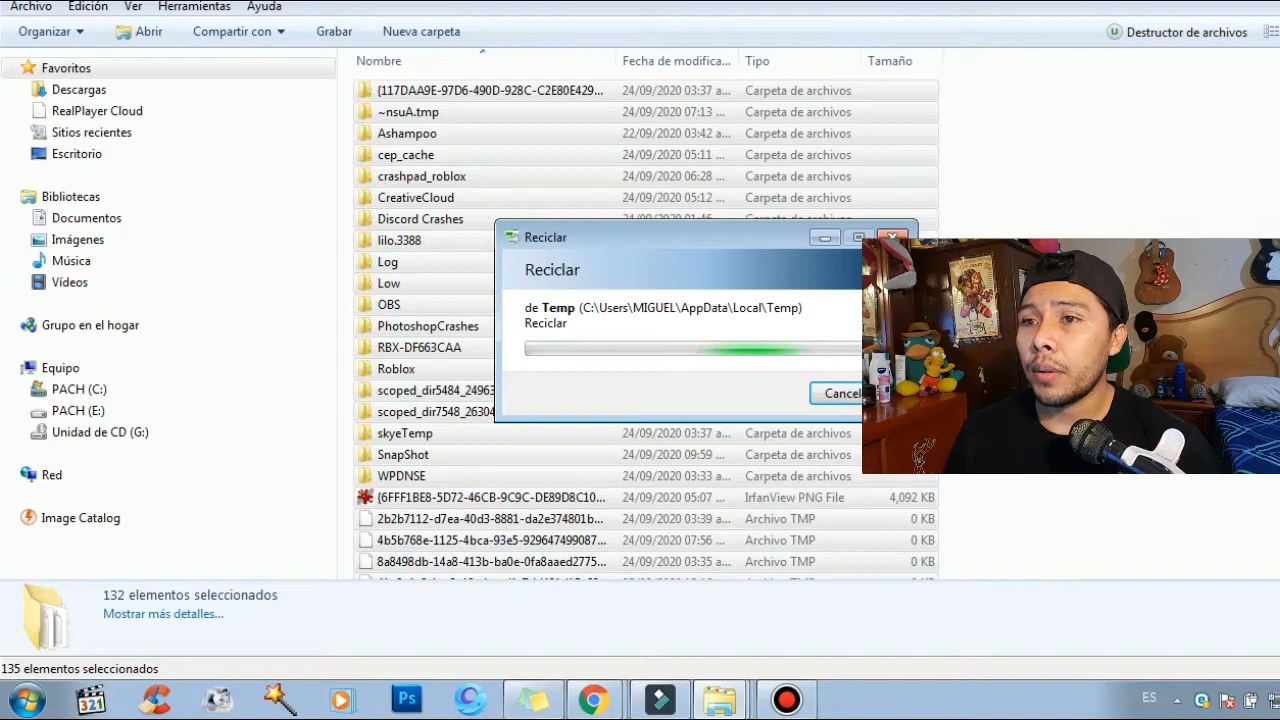 Archivo Edición Ver Herramientas Ayuda
Organizar Abrir Compartir con Grabar Nueva carpeta Destructor de archivos
Nombre Fecha de modifica... Tipo Tamaño
Favoritos
Descargas
RealPlayer Cloud
Sitios recientes
Escritorio
Bibliotecas
Documentos
Imágenes
Música
Vídeos
Grupo en el hogar
Equipo
PACH (C:)
PACH (E:)
Unidad de CD (G:)
Red
Image Catalog
{117DAA9E-97D6-490D-928C-C2E80E429... 24/09/2020 03:37 a... Carpeta de archivos
~nsuA.tmp 24/09/2020 07:13 ... Carpeta de archivos
Ashampoo 22/09/2020 03:42 a... Carpeta de archivos
cep_cache 24/09/2020 05:11 ... Carpeta de archivos
crashpad_roblox 24/09/2020 06:28 ... Carpeta de archivos
CreativeCloud 24/09/2020 05:12 ... Carpeta de archivos
Discord Crashes
lilo.3388
Log
Low
OBS
PhotoshopCrashes
RBX-DF663CAA
Roblox
scoped_dir5484_24963
scoped_dir7548_26304
skyeTemp 24/09/2020 03:37 a... Carpeta de archivos
SnapShot 24/09/2020 09:59 ... Carpeta de archivos
WPDNSE 24/09/2020 03:33 a... Carpeta de archivos
{6FFF1BE8-5D72-46CB-9C9C-DE89D8C10... 24/09/2020 05:07 ... IrfanView PNG File 4,092 KB
2b2b7112-d7ea-40d3-8881-da2e374801b... 24/09/2020 03:39 a... Archivo TMP 0 KB
4b5b768e-1125-4bca-93e5-929647499087... 24/09/2020 07:56 ... Archivo TMP 0 KB
8a8498db-14a8-413b-ba0e-0fa8aaed2775... 24/09/2020 03:35 a... Archivo TMP 0 KB
Reciclar
Reciclar
de Temp (C:\Users\MIGUEL\AppData\Local\Temp)
Reciclar
Cancel
132 elementos seleccionados
Mostrar más detalles...
135 elementos seleccionados
321
Ps
ES